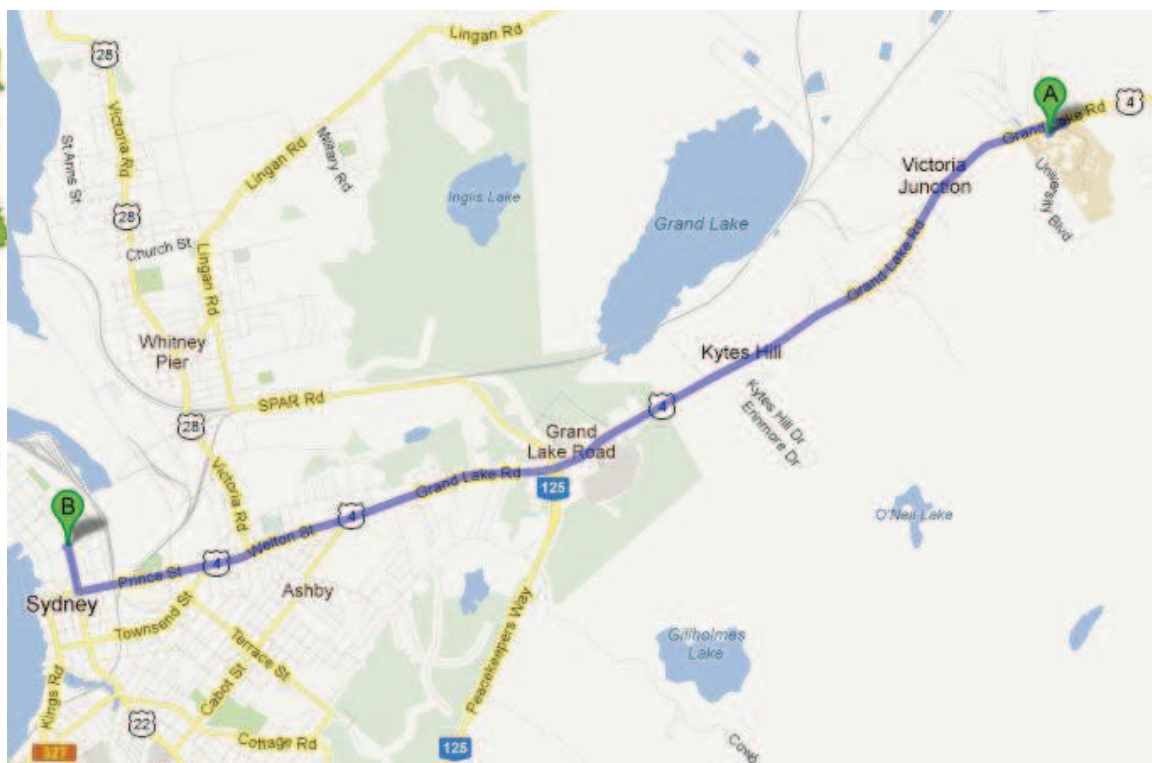 Lingan Rd
28
A
4
Grand Lake Rd
Victoria Rd
Military Rd
St Anns St
Lingan Rd
Victoria
Junction
University Blvd
Inglis Lake
Grand Lake
28
Church St
Lingan Rd
Grand Lake Rd
Whitney
Pier
Kytes Hill
SPAR Rd
4
Kytes Hill Dr
Erinmore Dr
28
Grand
Lake Road
Victoria Rd
Grand Lake Rd
125
B
4
O'Neil Lake
Welton St
4
Prince St
Ashby
Sydney
Townsend St
Terrace St
Peacekeepers Way
Gillholmes
Lake
Kings Rd
Cabot St
22
Cottage Rd
125
327